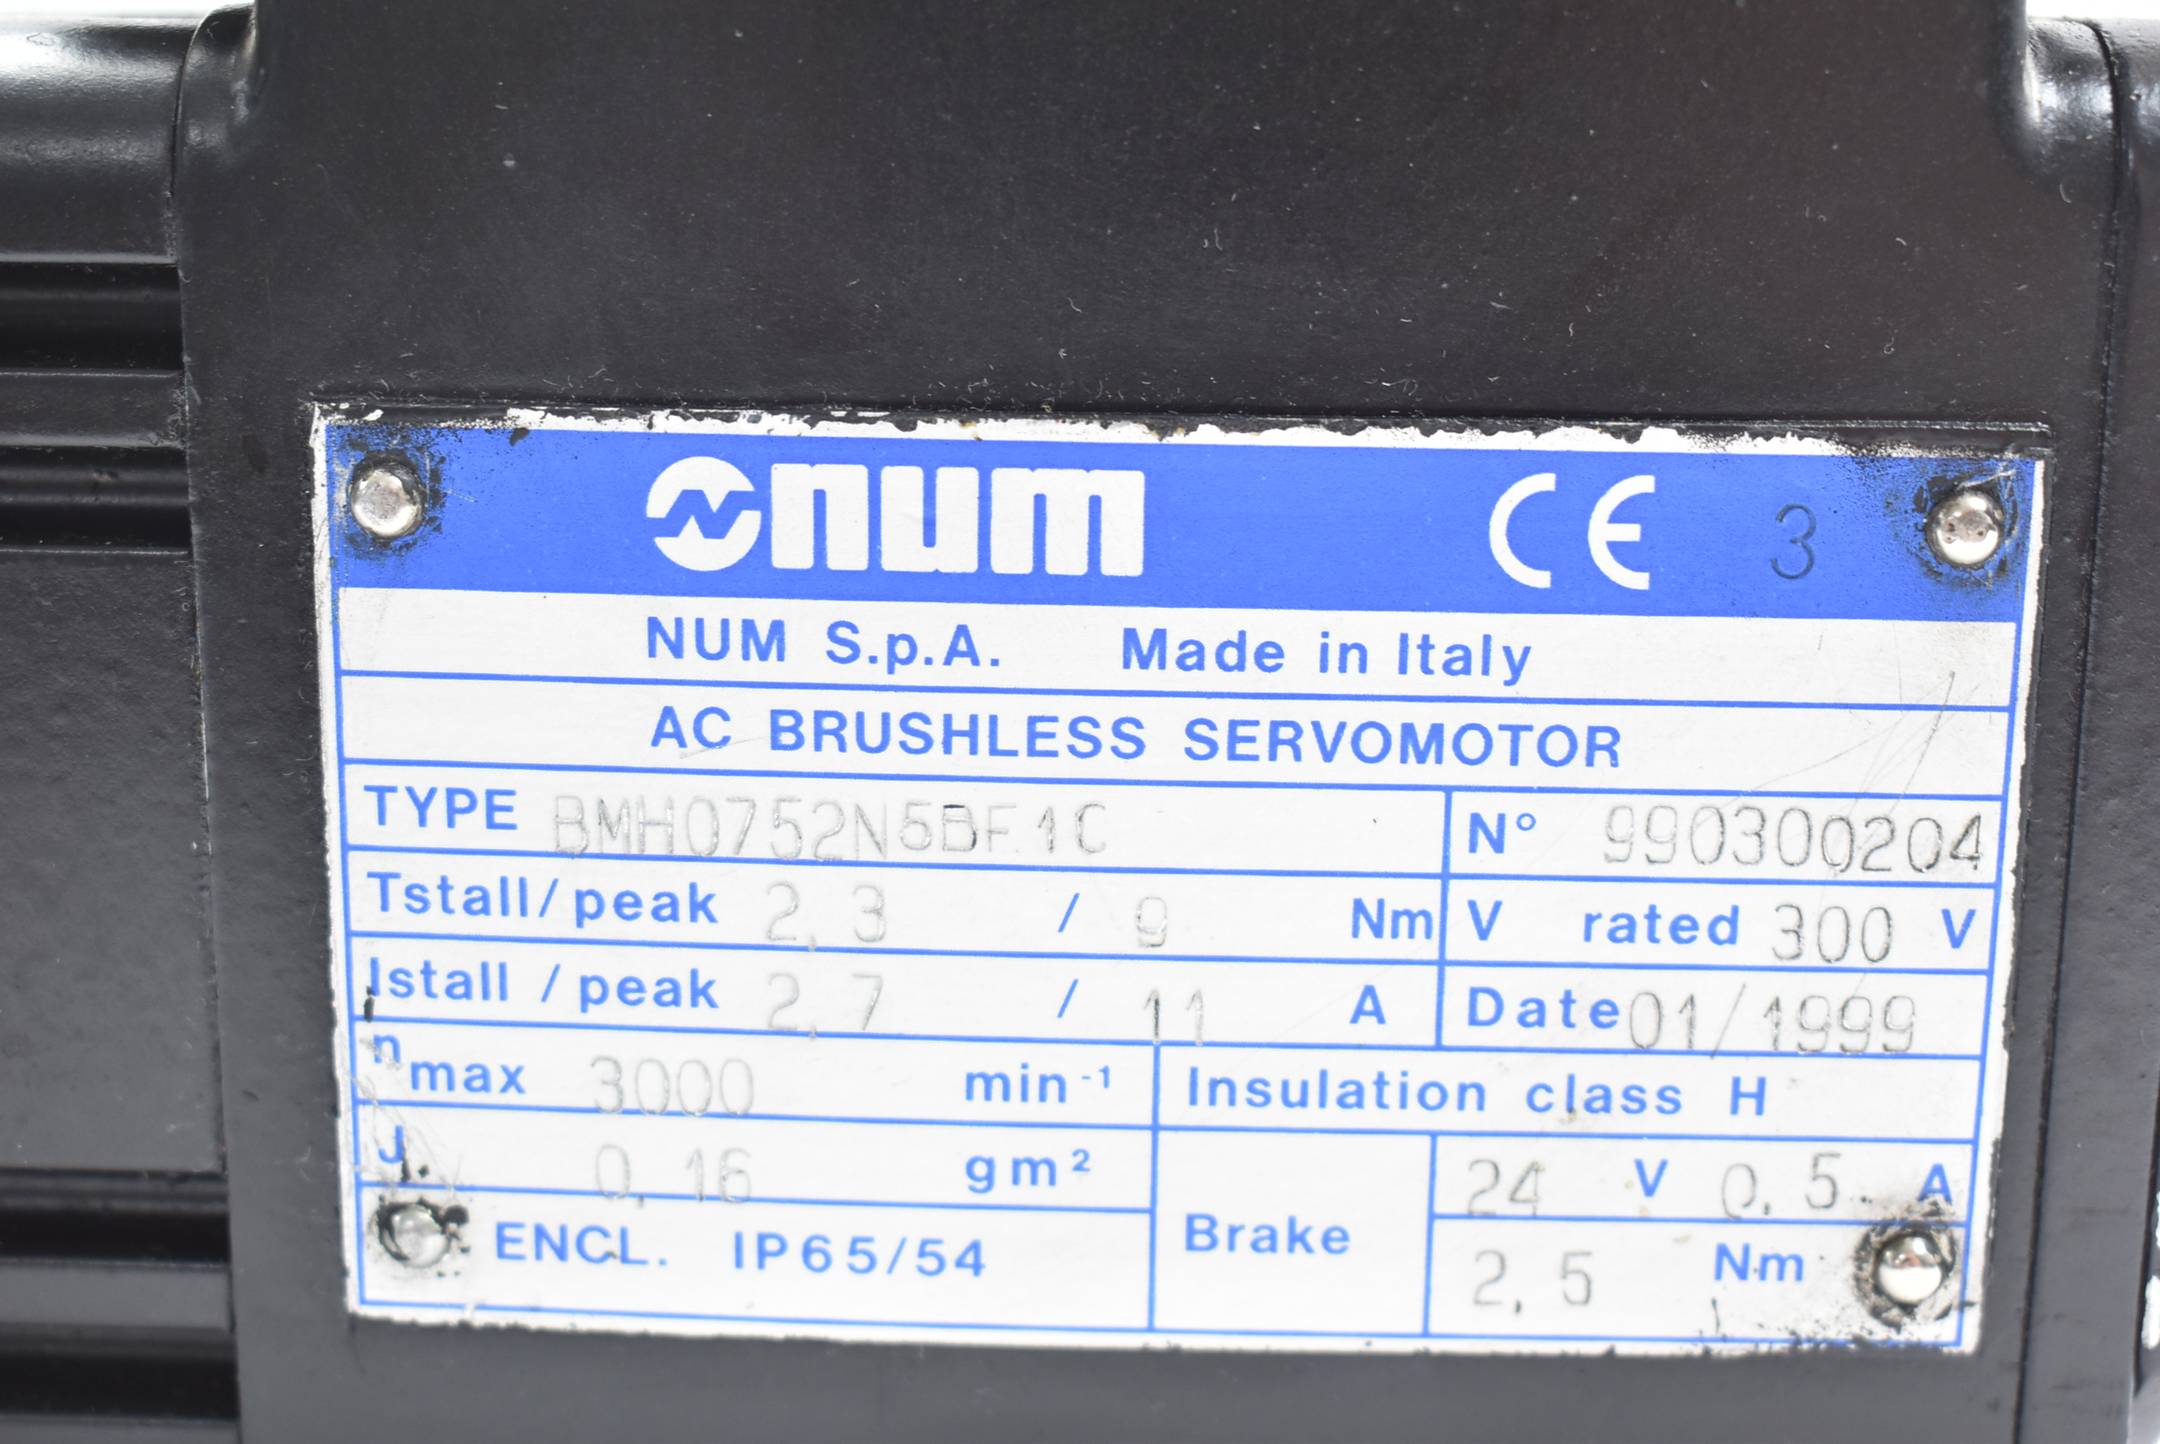 num CE 3
NUM S.p.A. Made in Italy
AC BRUSHLESS SERVOMOTOR
TYPE BMH0752N5BF1C N° 990300204
Tstall/peak 2,3 / 9 Nm V rated 300 V
Istall/peak 2,7 / 11 A Date 01/1999
nmax 3000 min-1 Insulation class H
J 0,16 gm² Brake 24 V 0,5 A
ENCL. IP65/54 2,5 Nm